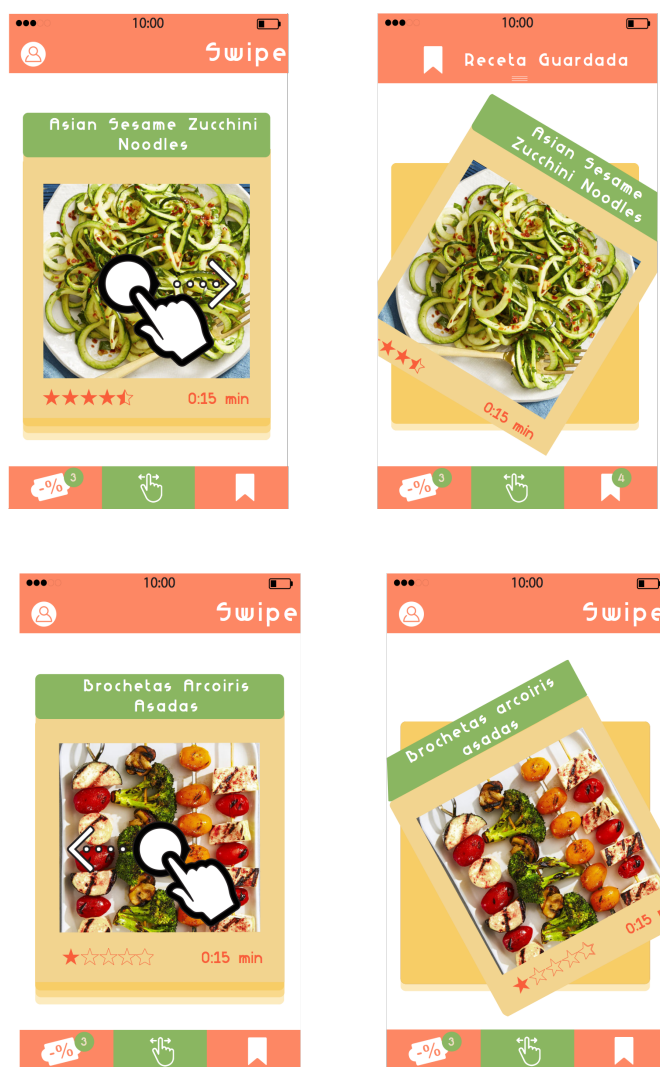 10:00
Swipe
Asian Sesame Zucchini
Noodles
0:15 min
-% 3
10:00
Receta Guardada
Asian Sesame
Zucchini Noodles
0:15 min
-% 3
4
10:00
Swipe
Brochetas Arcoiris
Asadas
0:15 min
-% 3
10:00
Swipe
Brochetas arcoiris
asadas
0:15
-% 3